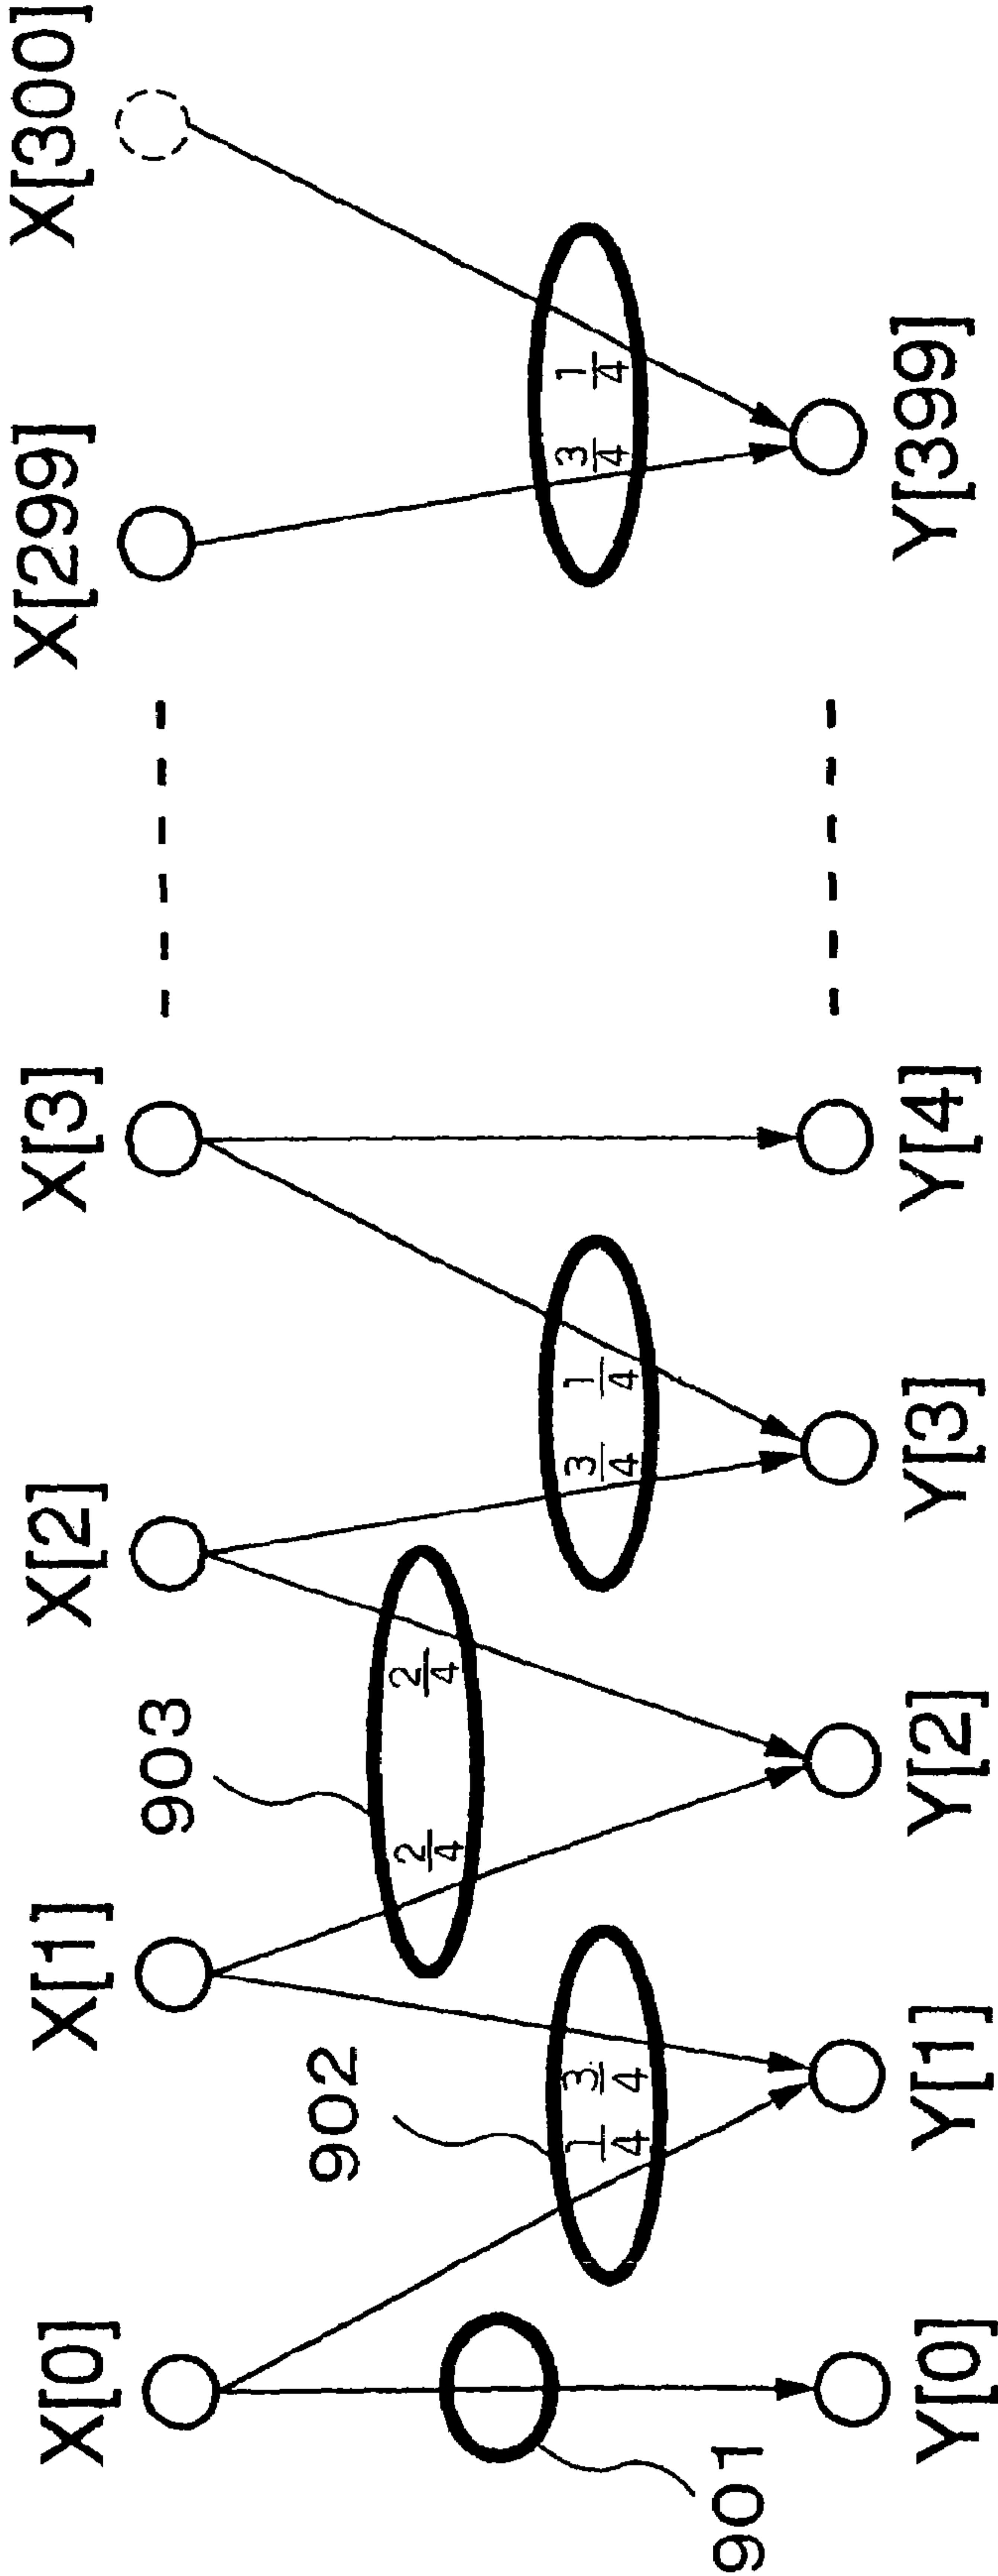 X[0] X[1] X[2] X[3] X[299] X[300]
903
2/4 2/4
902
1/4 3/4 3/4 1/4 3/4 1/4
901
Y[0] Y[1] Y[2] Y[3] Y[4] Y[399]